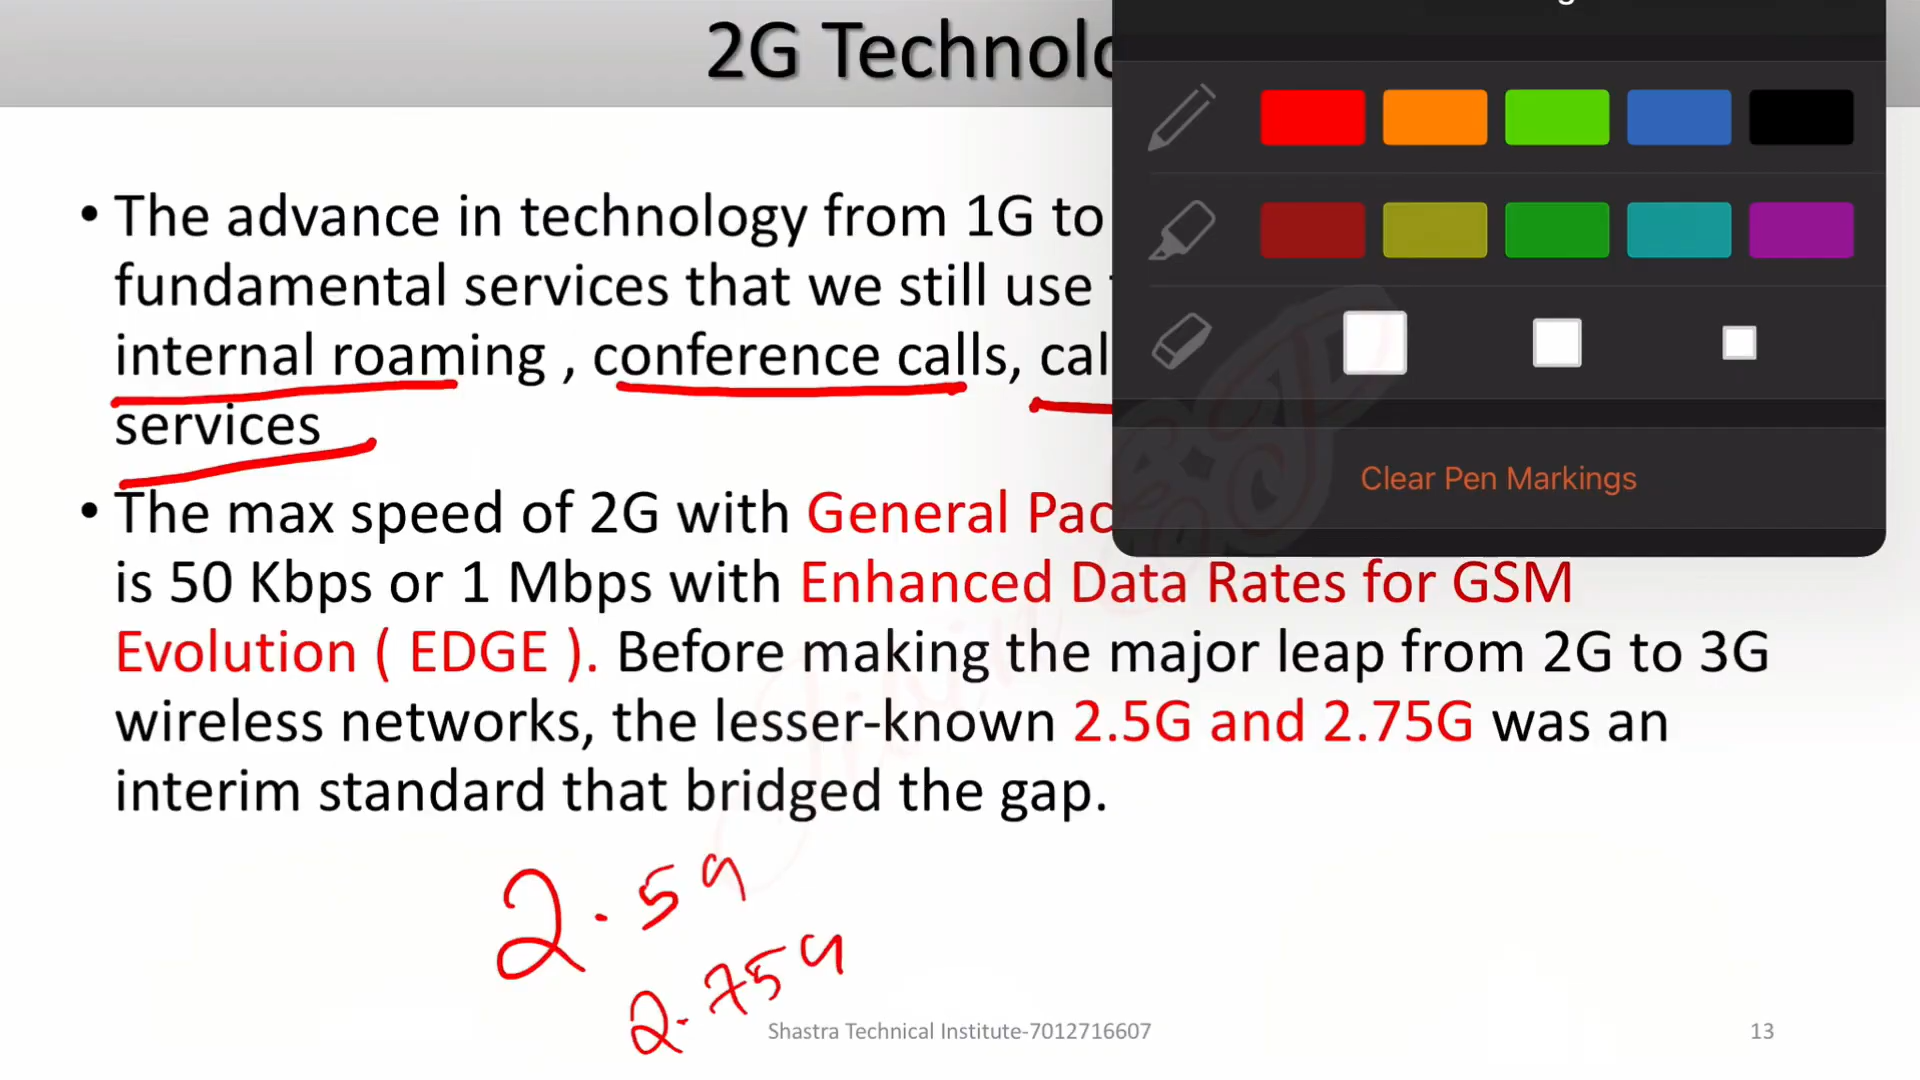 2G Technolo
• The advance in technology from 1G to
fundamental services that we still use
internal roaming , conference calls, cal
services
• The max speed of 2G with General Pac
is 50 Kbps or 1 Mbps with Enhanced Data Rates for GSM
Evolution ( EDGE ). Before making the major leap from 2G to 3G
wireless networks, the lesser-known 2.5G and 2.75G was an
interim standard that bridged the gap.
2.5G
2.75G
Shastra Technical Institute-7012716607
13
Clear Pen Markings